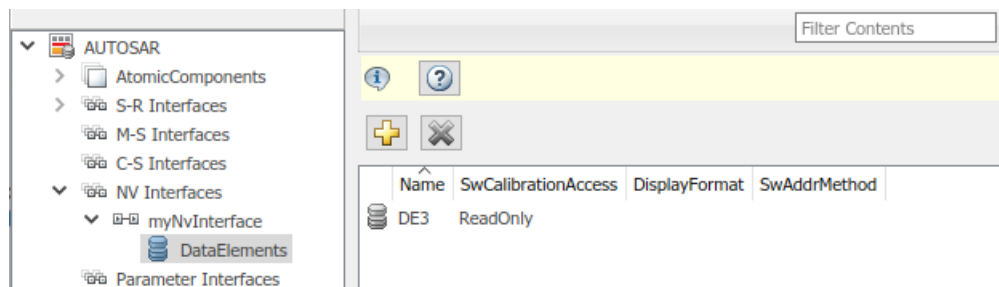 Filter Contents
AUTOSAR
AtomicComponents
S-R Interfaces
M-S Interfaces
C-S Interfaces
NV Interfaces
myNvInterface
DataElements
Parameter Interfaces
Name SwCalibrationAccess DisplayFormat SwAddrMethod
DE3 ReadOnly